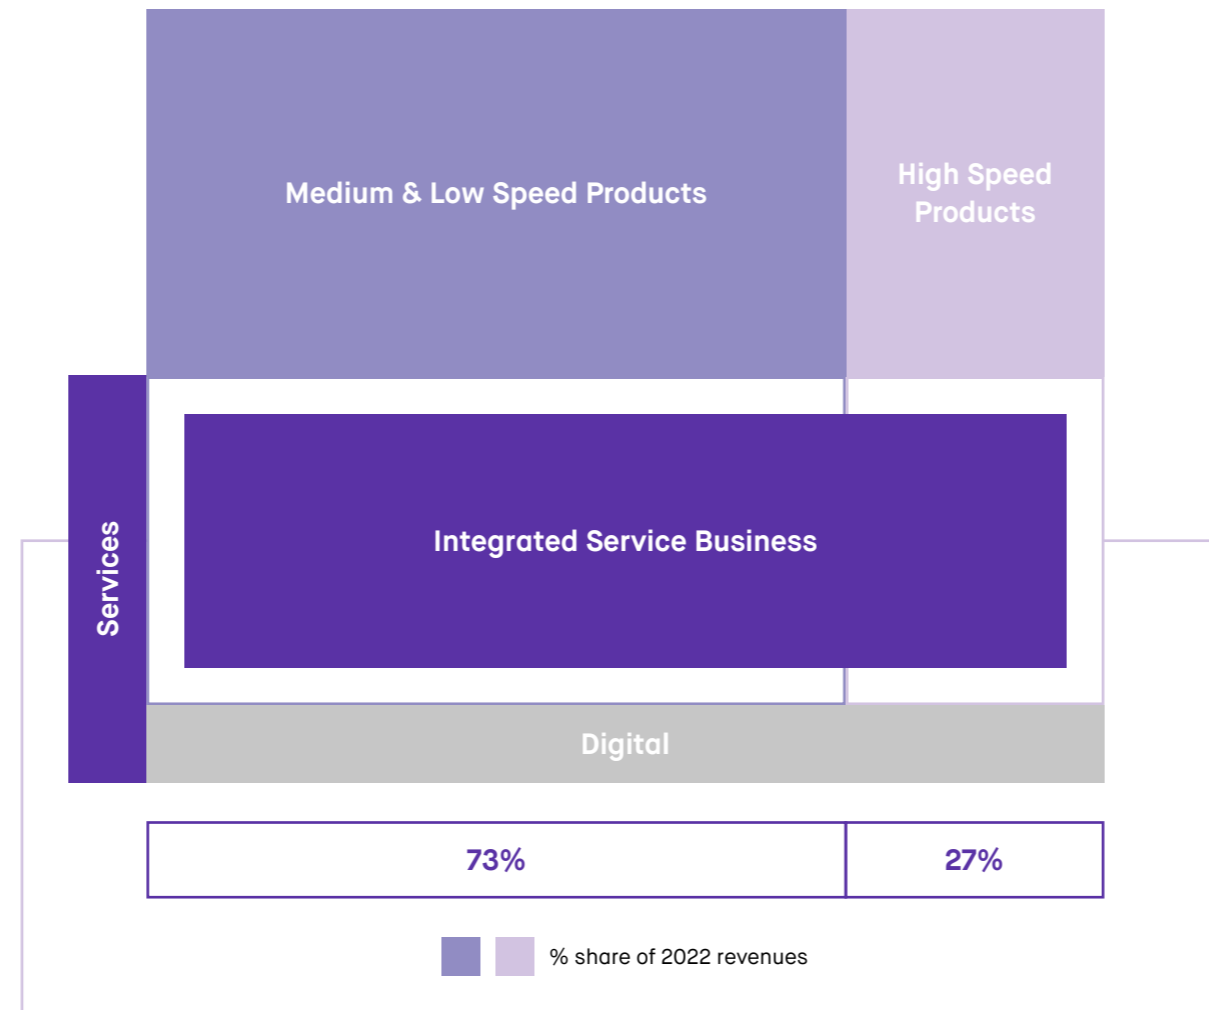 Medium & Low Speed Products
High Speed
Products
Services
Integrated Service Business
Digital
73%
27%
% share of 2022 revenues